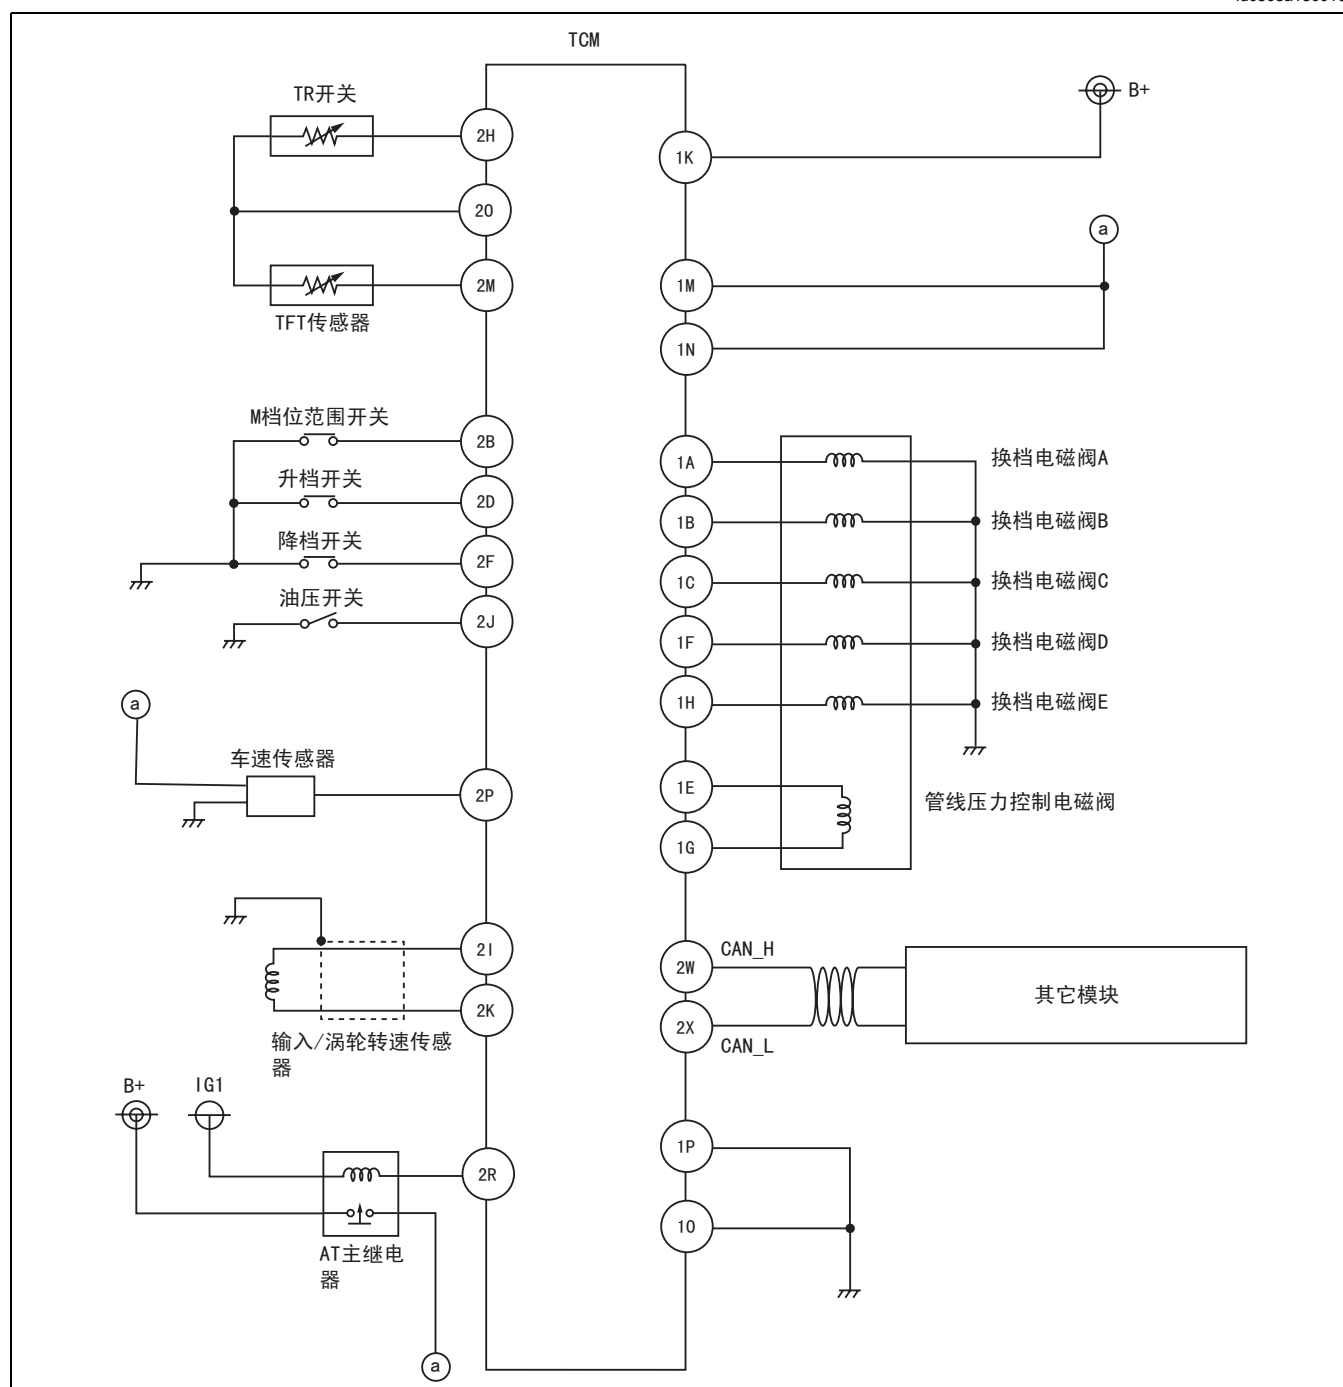 TCM
TR开关
2H
2O
2M
TFT传感器
M档位范围开关
2B
升档开关
2D
降档开关
2F
油压开关
2J
a
车速传感器
2P
2I
2K
输入/涡轮转速传感
器
B+
IG1
2R
AT主继电
器
a
B+
1K
a
1M
1N
1A
换档电磁阀A
1B
换档电磁阀B
1C
换档电磁阀C
1F
换档电磁阀D
1H
换档电磁阀E
1E
管线压力控制电磁阀
1G
CAN_H
2W
其它模块
2X
CAN_L
1P
1O